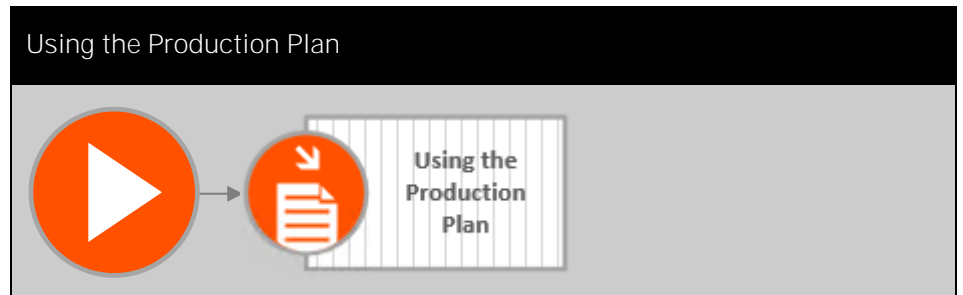 Using the Production Plan
Using the
Production
Plan